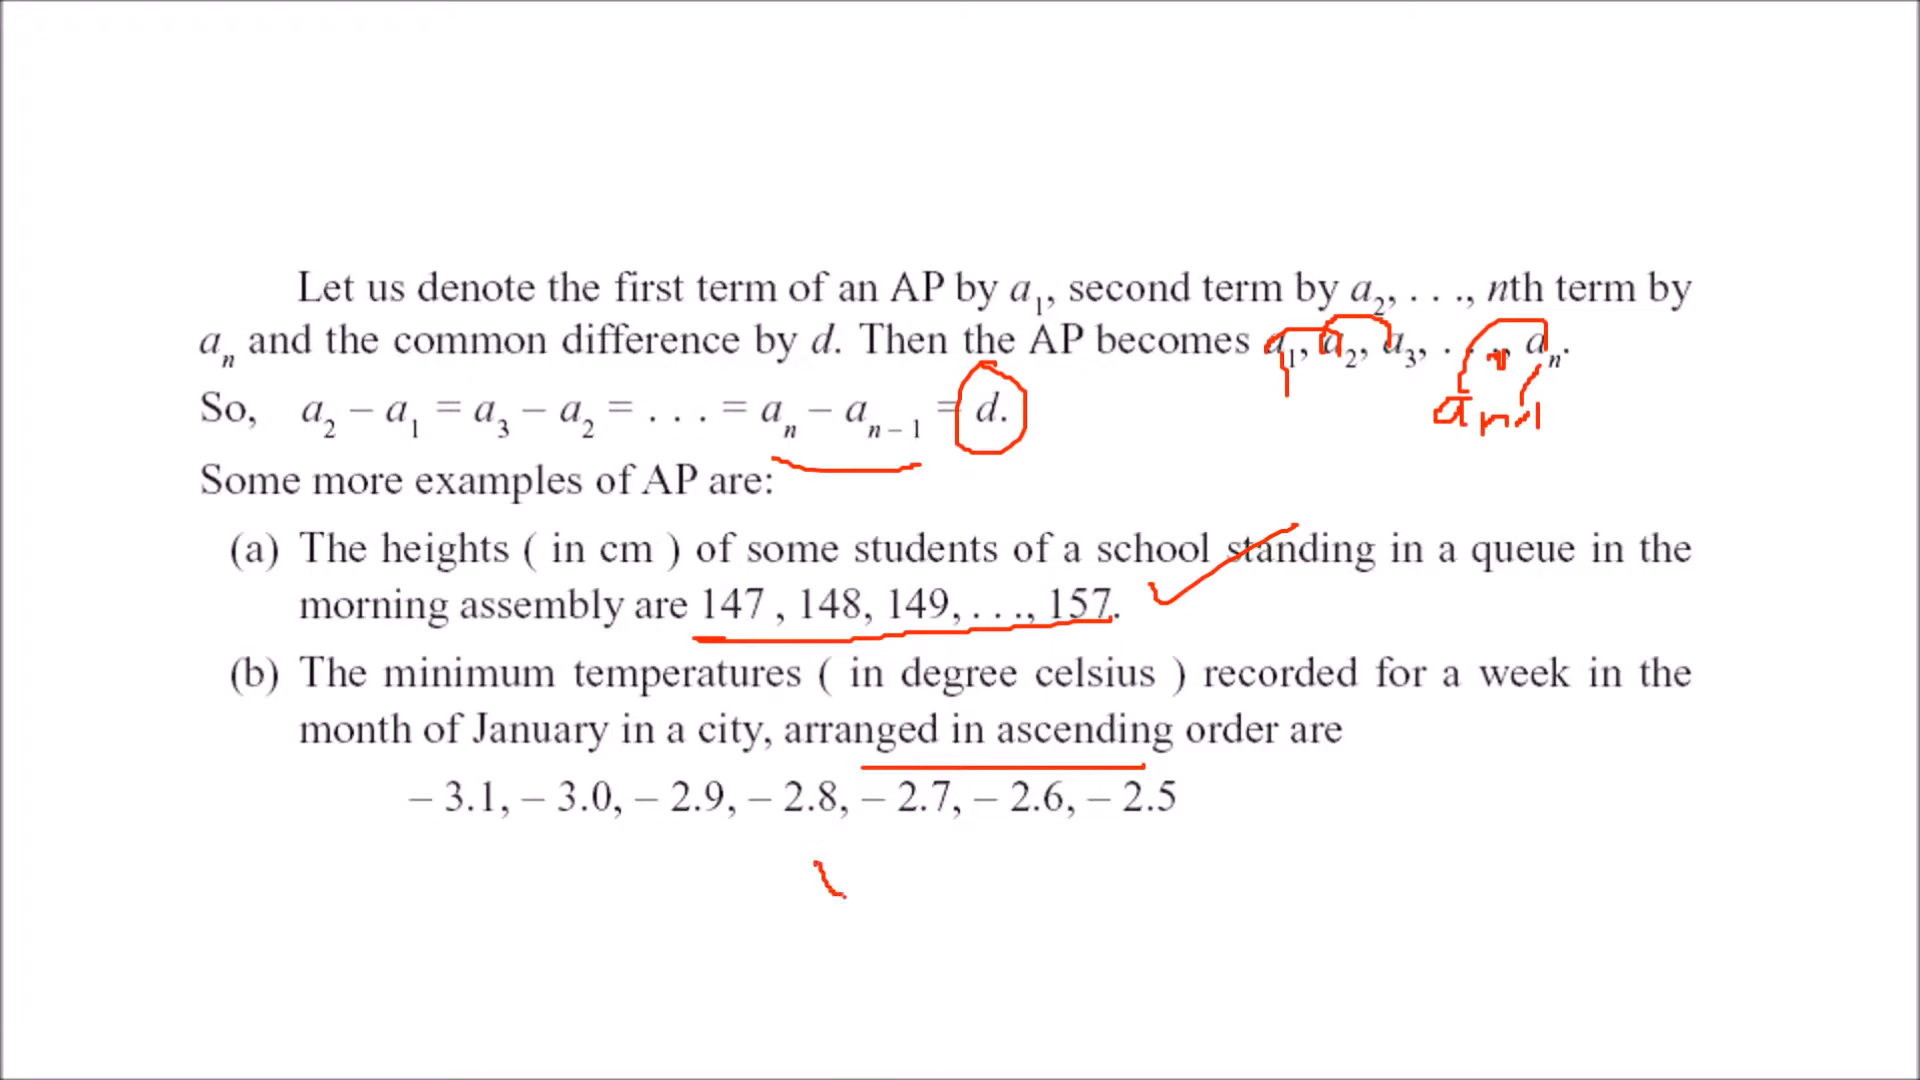 Let us denote the first term of an AP by a₁, second term by a₂, . . ., nth term by
aₙ and the common difference by d. Then the AP becomes a₁, a₂, a₃, . . ., aₙ.
aₙ₋₁
So, a₂ – a₁ = a₃ – a₂ = . . . = aₙ – aₙ₋₁ = d.
Some more examples of AP are:
(a) The heights ( in cm ) of some students of a school standing in a queue in the
morning assembly are 147 , 148, 149, . . ., 157.
(b) The minimum temperatures ( in degree celsius ) recorded for a week in the
month of January in a city, arranged in ascending order are
– 3.1, – 3.0, – 2.9, – 2.8, – 2.7, – 2.6, – 2.5